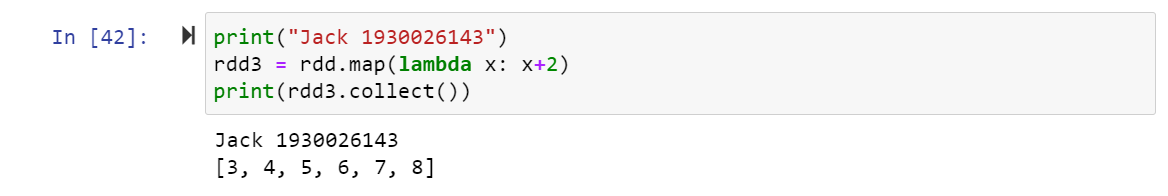 In [42]: print("Jack 1930026143")
rdd3 = rdd.map(lambda x: x+2)
print(rdd3.collect())
Jack 1930026143
[3, 4, 5, 6, 7, 8]